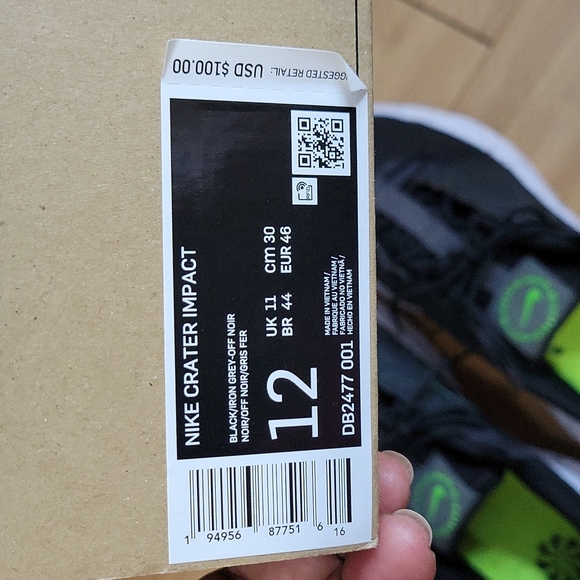 GGESTED RETAIL: USD $100.00
NIKE CRATER IMPACT
BLACK/IRON GREY-OFF NOIR
NOIR/OFF NOIR/GRIS FER
12
UK 11 cm 30
BR 44 EUR 46
MADE IN VIETNAM /
FABRIQUE AU VIETNAM /
FABRICADO NO VIETNÃ /
HECHO EN VIETNAM
DB2477 001
1 94956 87751 6
16